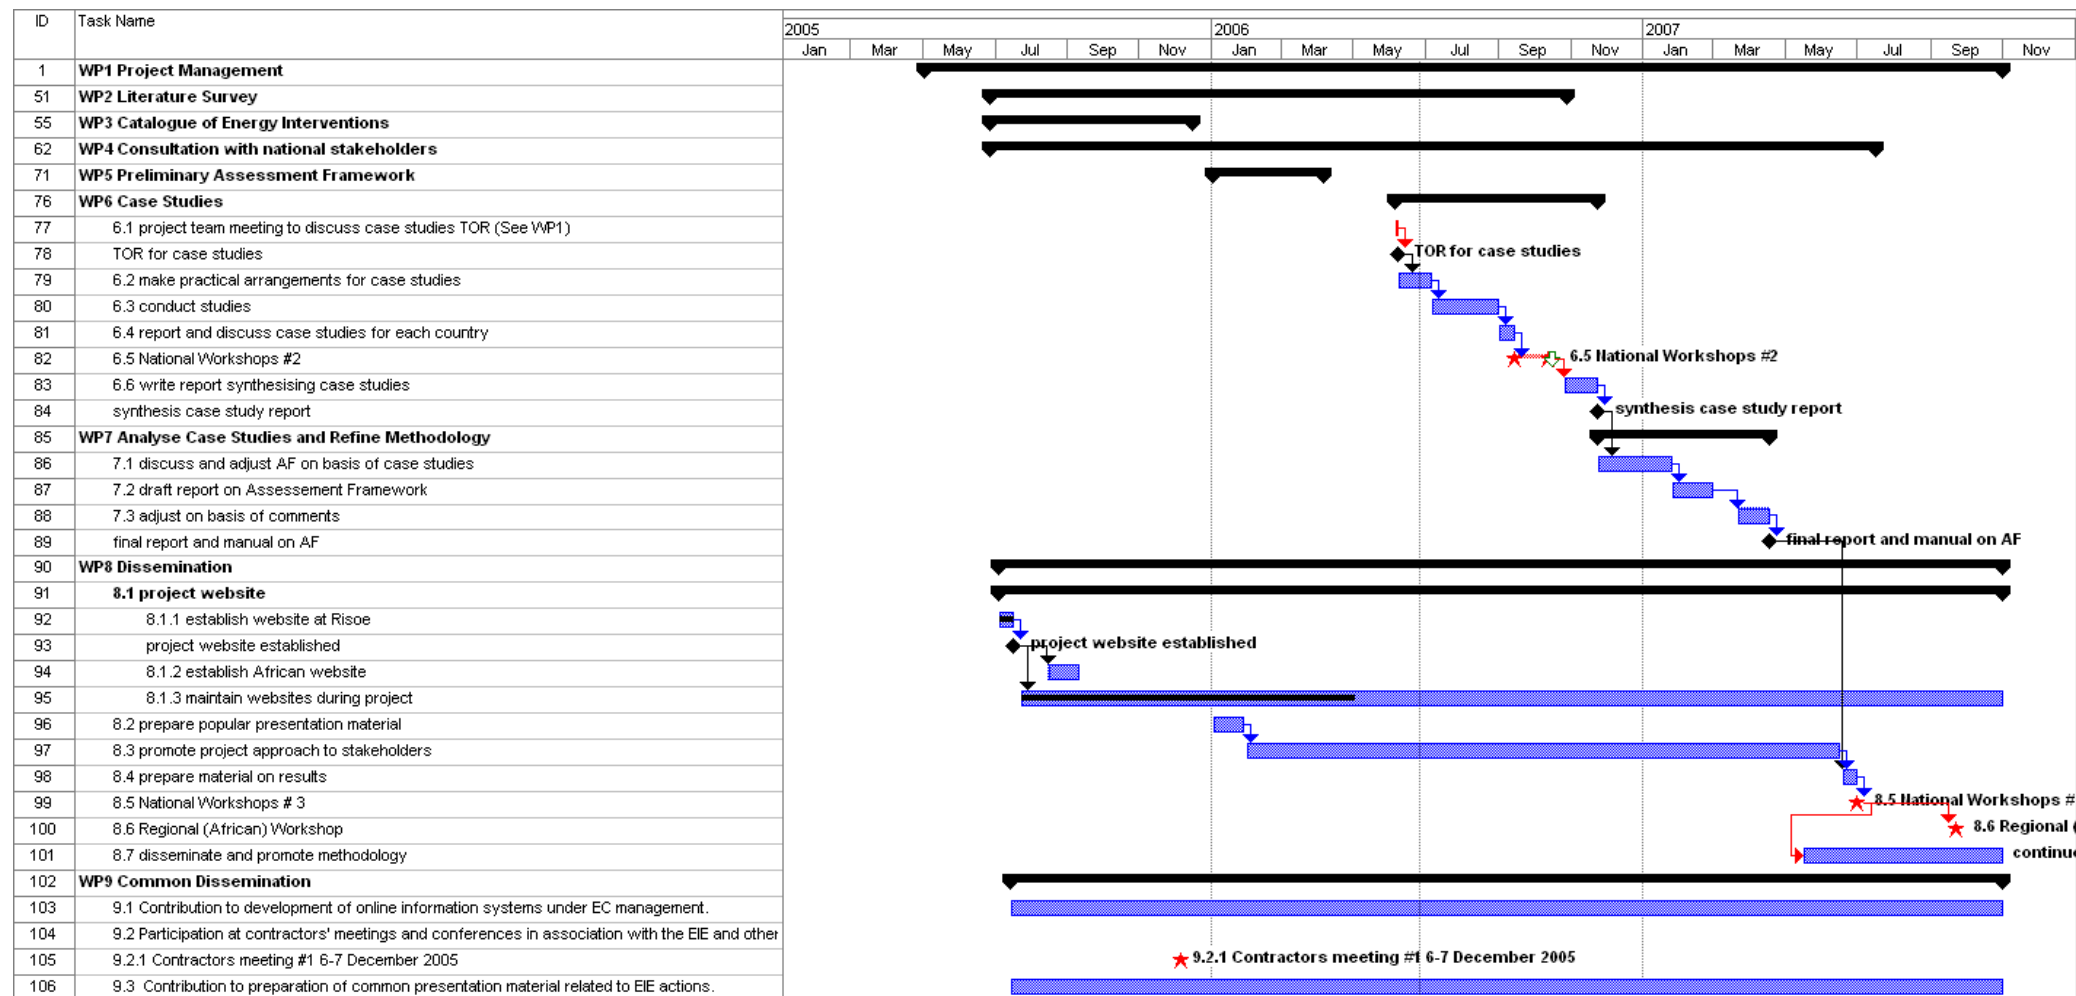 ID Task Name
2005 2006 2007
Jan Mar May Jul Sep Nov Jan Mar May Jul Sep Nov Jan Mar May Jul Sep Nov
1 WP1 Project Management
51 WP2 Literature Survey
55 WP3 Catalogue of Energy Interventions
62 WP4 Consultation with national stakeholders
71 WP5 Preliminary Assessment Framework
76 WP6 Case Studies
77 6.1 project team meeting to discuss case studies TOR (See WP1)
78 TOR for case studies TOR for case studies
79 6.2 make practical arrangements for case studies
80 6.3 conduct studies
81 6.4 report and discuss case studies for each country
82 6.5 National Workshops #2 6.5 National Workshops #2
83 6.6 write report synthesising case studies
84 synthesis case study report synthesis case study report
85 WP7 Analyse Case Studies and Refine Methodology
86 7.1 discuss and adjust AF on basis of case studies
87 7.2 draft report on Assessement Framework
88 7.3 adjust on basis of comments
89 final report and manual on AF final report and manual on AF
90 WP8 Dissemination
91 8.1 project website
92 8.1.1 establish website at Risoe
93 project website established project website established
94 8.1.2 establish African website
95 8.1.3 maintain websites during project
96 8.2 prepare popular presentation material
97 8.3 promote project approach to stakeholders
98 8.4 prepare material on results
99 8.5 National Workshops # 3 8.5 National Workshops #
100 8.6 Regional (African) Workshop 8.6 Regional (
101 8.7 disseminate and promote methodology continue
102 WP9 Common Dissemination
103 9.1 Contribution to development of online information systems under EC management.
104 9.2 Participation at contractors' meetings and conferences in association with the EIE and other
105 9.2.1 Contractors meeting #1 6-7 December 2005 9.2.1 Contractors meeting #1 6-7 December 2005
106 9.3 Contribution to preparation of common presentation material related to EIE actions.